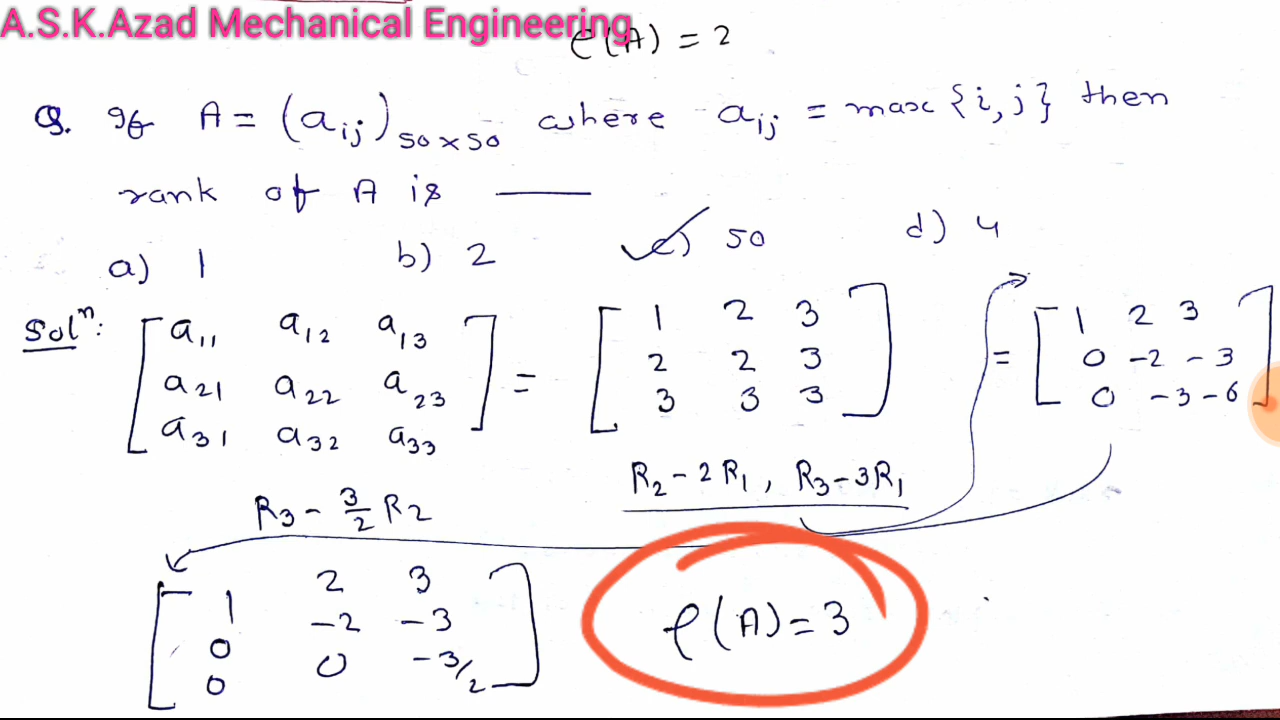 A.S.K.Azad Mechanical Engineering
ρ(A) = 2
Q. If A = (aij)50×50 where aij = max {i, j} then
rank of A is ____
a) 1 b) 2 c) 50 d) 4
Solⁿ: [a11 a12 a13 = [1 2 3 = [1 2 3
a21 a22 a23 2 2 3 0 -2 -3
a31 a32 a33] 3 3 3] 0 -3 -6]
R3 - 3/2 R2 R2 - 2R1, R3 - 3R1
[1 2 3
0 -2 -3
0 0 -3/2]
ρ(A) = 3